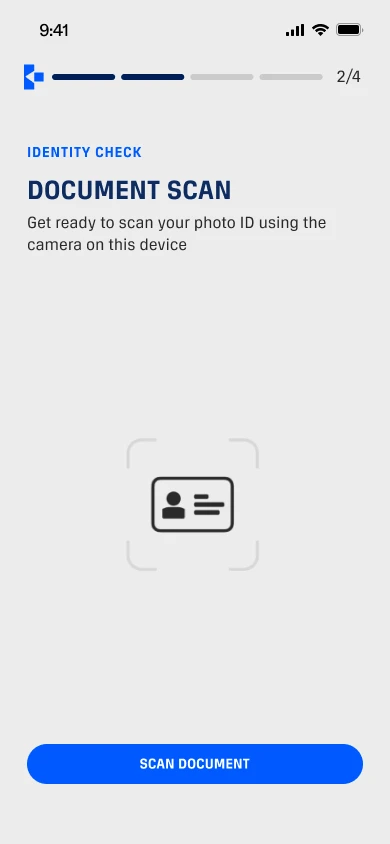 9:41
2/4
IDENTITY CHECK
DOCUMENT SCAN
Get ready to scan your photo ID using the
camera on this device
SCAN DOCUMENT